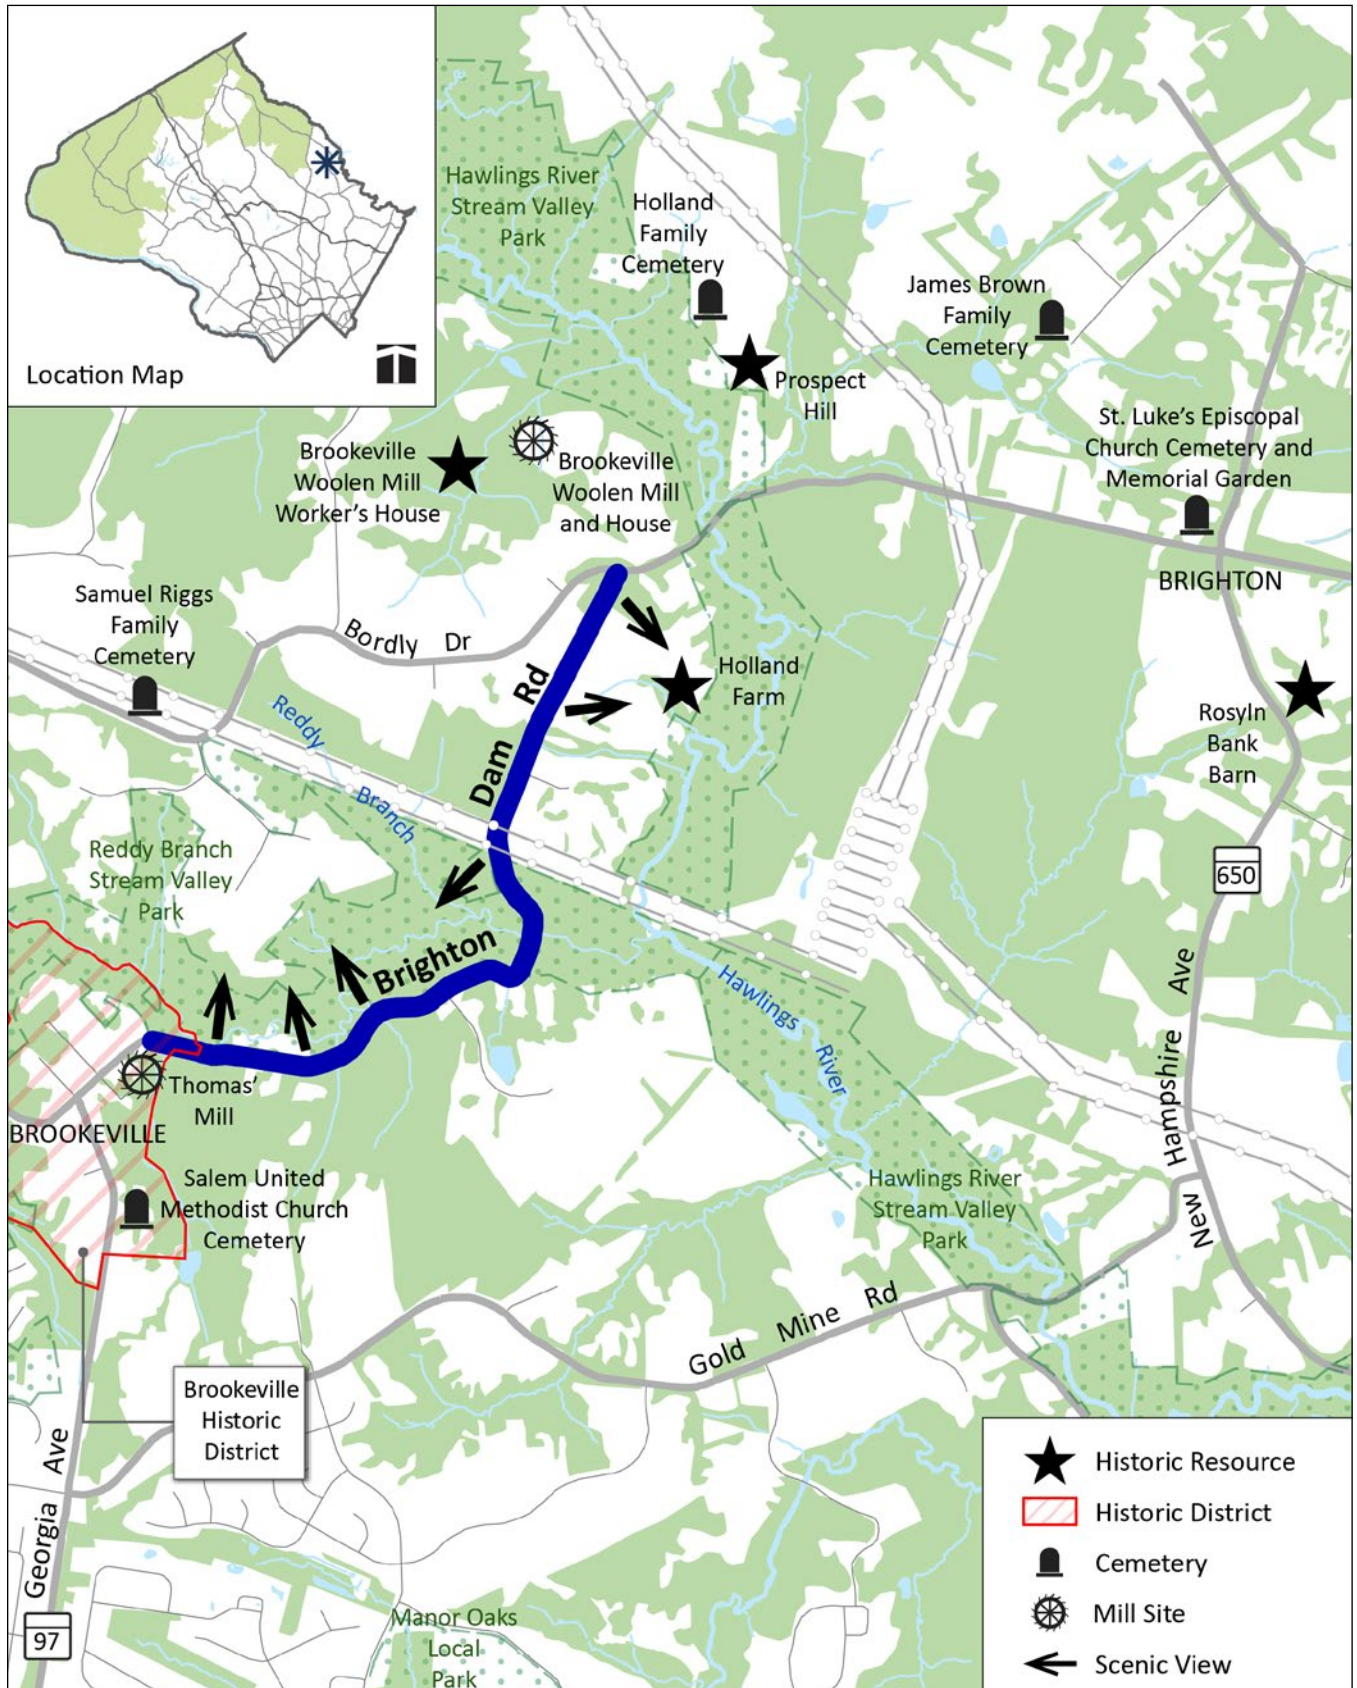 Location Map
Hawlings River
Stream Valley
Park
Holland
Family
Cemetery
James Brown
Family
Cemetery
Prospect
Hill
St. Luke's Episcopal
Church Cemetery and
Memorial Garden
Brookeville
Woolen Mill
Worker's House
Brookeville
Woolen Mill
and House
BRIGHTON
Samuel Riggs
Family
Cemetery
Bordly Dr
Holland
Farm
Rosyln
Bank
Barn
Reddy
Branch
Brighton Dam Rd
Reddy Branch
Stream Valley
Park
650
Hawlings
River
New Hampshire Ave
Thomas'
Mill
BROOKEVILLE
Salem United
Methodist Church
Cemetery
Hawlings River
Stream Valley
Park
Gold Mine Rd
Brookeville
Historic
District
Georgia Ave
97
Manor Oaks
Local
Park
Historic Resource
Historic District
Cemetery
Mill Site
Scenic View